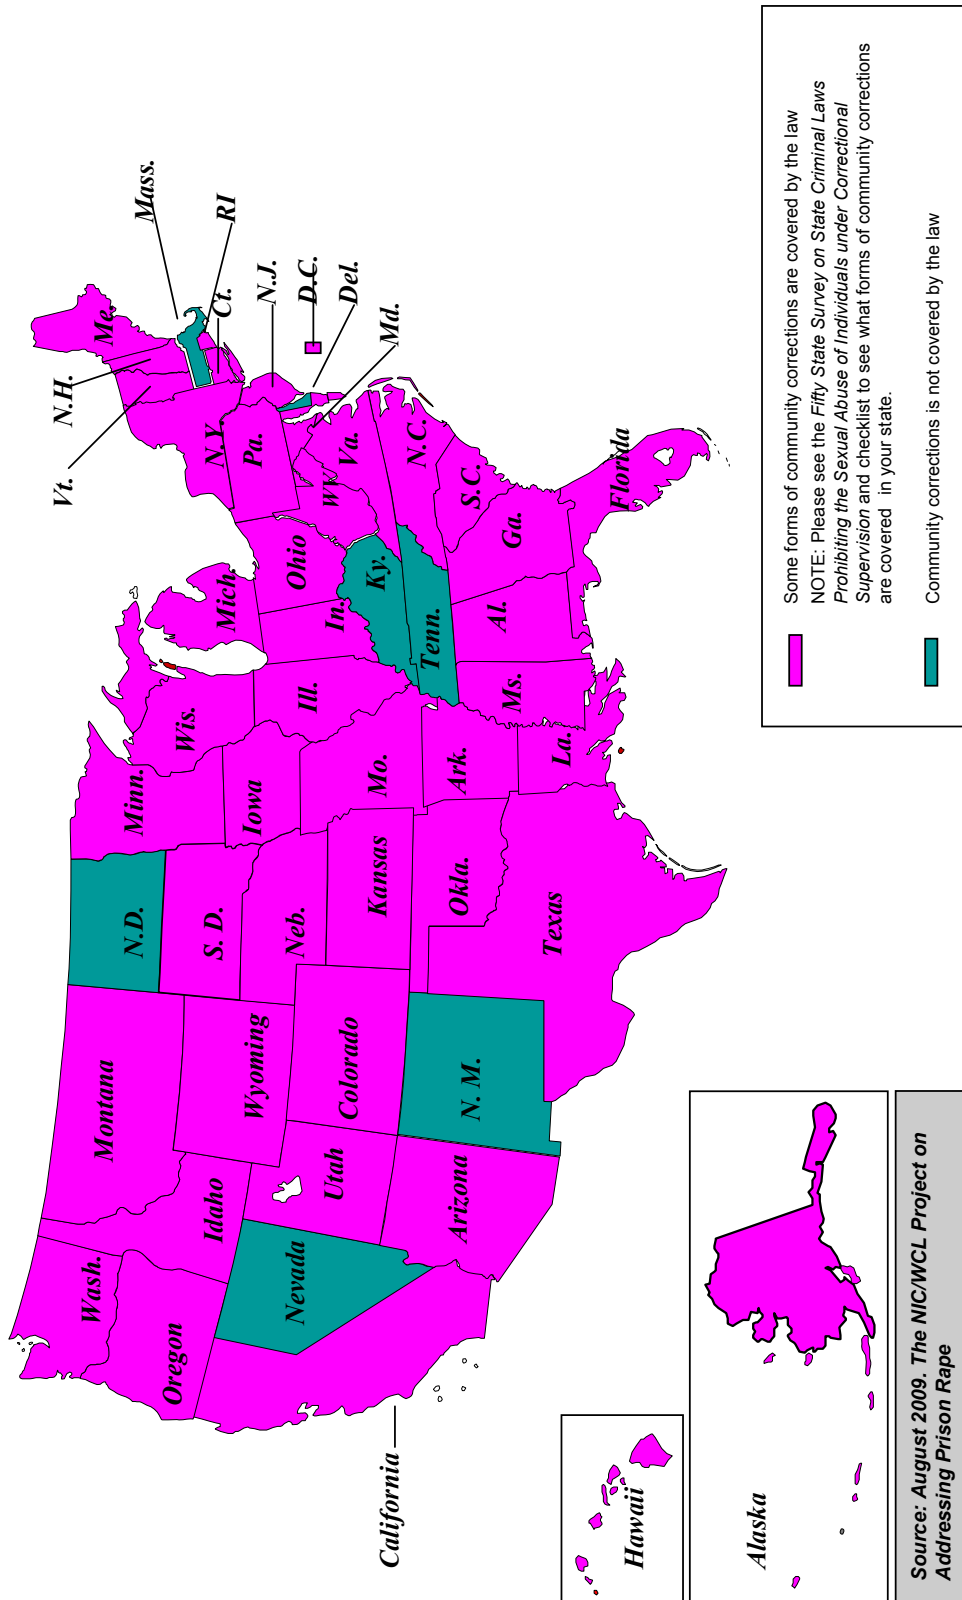 Wash.
Oregon
California
Idaho
Nevada
Montana
Wyoming
Utah
Colorado
Arizona
N. M.
N.D.
S. D.
Neb.
Kansas
Okla.
Texas
Minn.
Iowa
Mo.
Ark.
La.
Wis.
Ill.
Mich.
In.
Ohio
Ky.
Tenn.
Ms.
Al.
Ga.
Florida
S.C.
N.C.
Va.
WV
Pa.
N.Y.
Vt.
N.H.
Me.
Mass.
RI
Ct.
N.J.
D.C.
Del.
Md.
Hawaii
Alaska
Some forms of community corrections are covered by the law
NOTE: Please see the Fifty State Survey on State Criminal Laws
Prohibiting the Sexual Abuse of Individuals under Correctional
Supervision and checklist to see what forms of community corrections
are covered in your state.
Community corrections is not covered by the law
Source: August 2009. The NIC/WCL Project on
Addressing Prison Rape